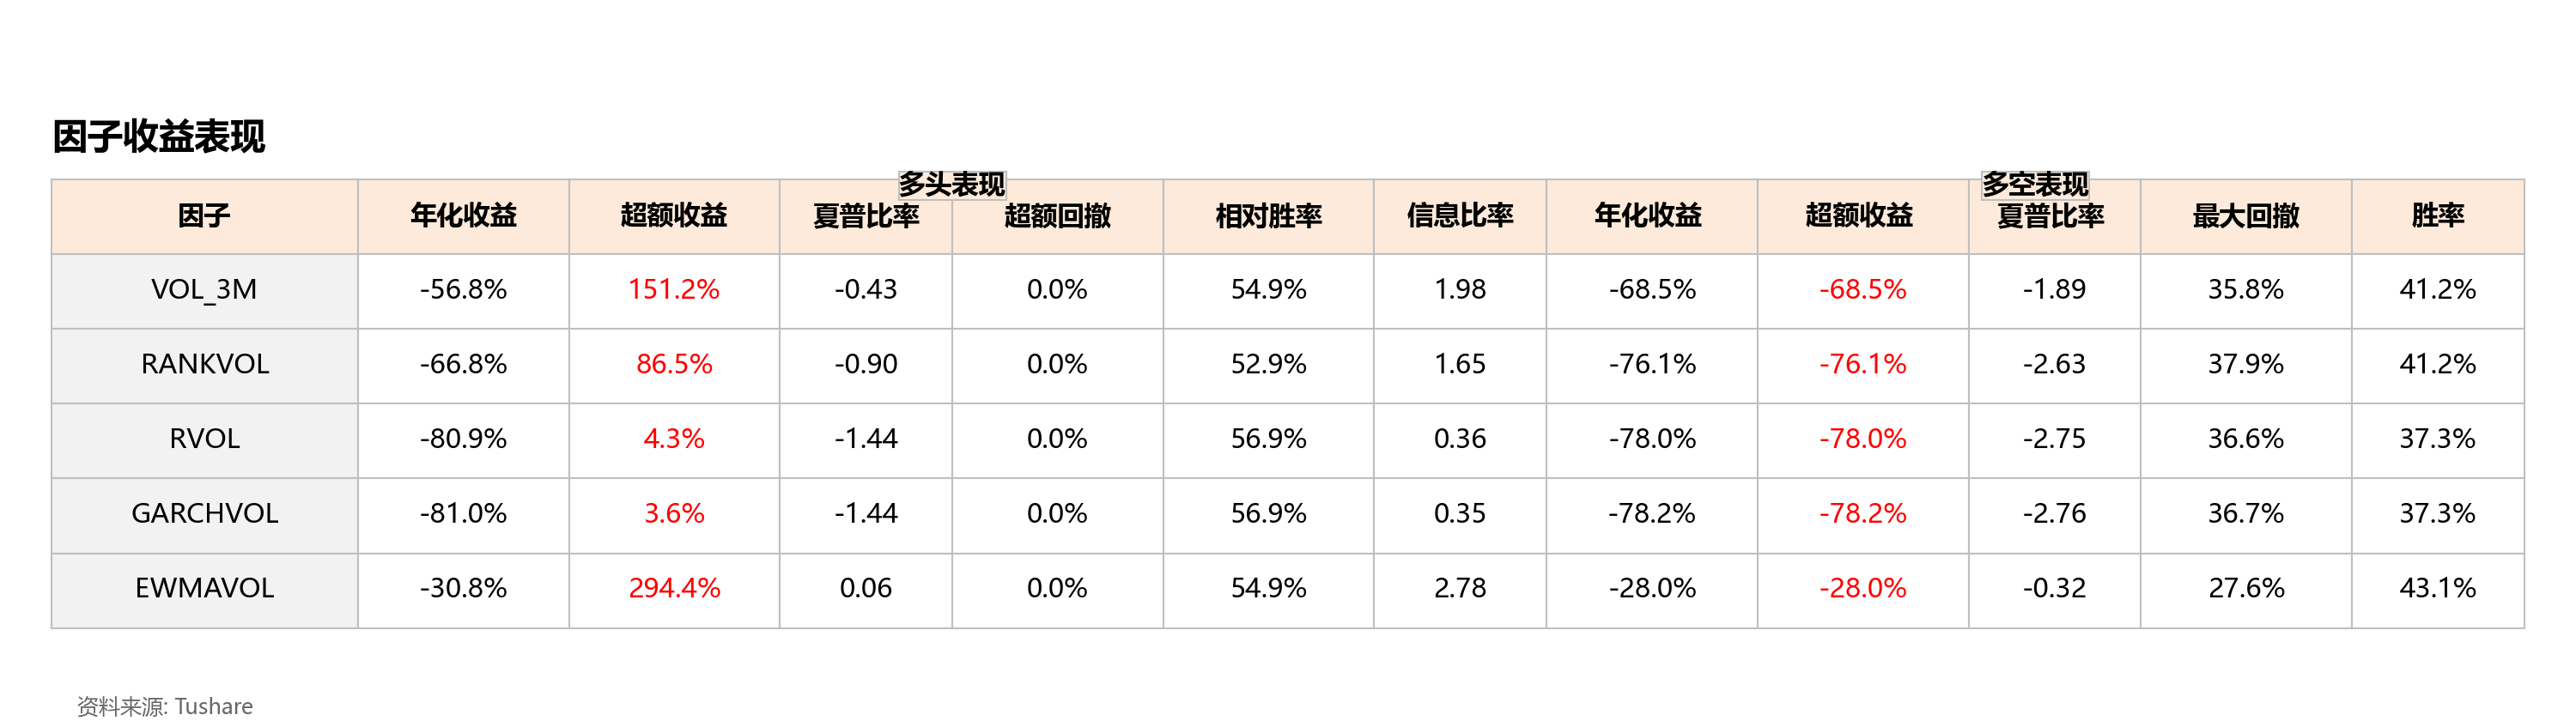 因子收益表现
多头表现 多空表现
因子 年化收益 超额收益 夏普比率 超额回撤 相对胜率 信息比率 年化收益 超额收益 夏普比率 最大回撤 胜率
VOL_3M -56.8% 151.2% -0.43 0.0% 54.9% 1.98 -68.5% -68.5% -1.89 35.8% 41.2%
RANKVOL -66.8% 86.5% -0.90 0.0% 52.9% 1.65 -76.1% -76.1% -2.63 37.9% 41.2%
RVOL -80.9% 4.3% -1.44 0.0% 56.9% 0.36 -78.0% -78.0% -2.75 36.6% 37.3%
GARCHVOL -81.0% 3.6% -1.44 0.0% 56.9% 0.35 -78.2% -78.2% -2.76 36.7% 37.3%
EWMAVOL -30.8% 294.4% 0.06 0.0% 54.9% 2.78 -28.0% -28.0% -0.32 27.6% 43.1%
资料来源: Tushare